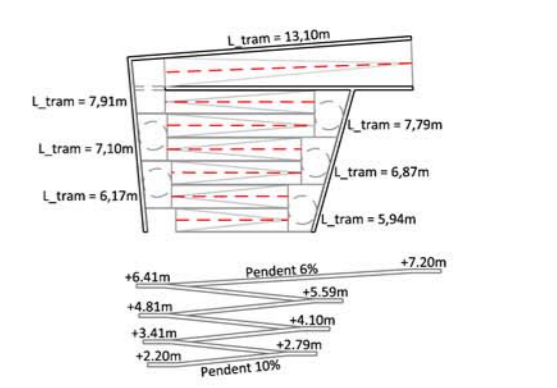 L_tram = 13,10m
L_tram = 7,91m
L_tram = 7,79m
L_tram = 7,10m
L_tram = 6,87m
L_tram = 6,17m
L_tram = 5,94m
+7.20m
Pendent 6%
+6.41m
+5.59m
+4.81m
+4.10m
+3.41m
+2.79m
+2.20m
Pendent 10%